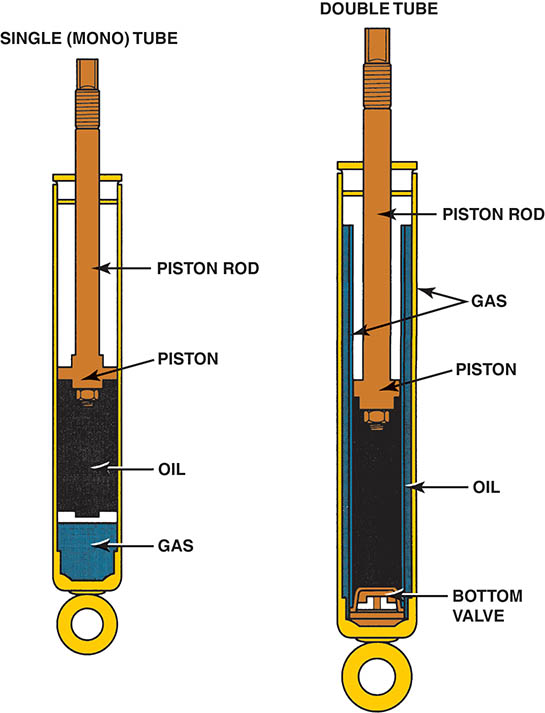 SINGLE (MONO) TUBE
PISTON ROD
PISTON
OIL
GAS
DOUBLE TUBE
PISTON ROD
GAS
PISTON
OIL
BOTTOM
VALVE